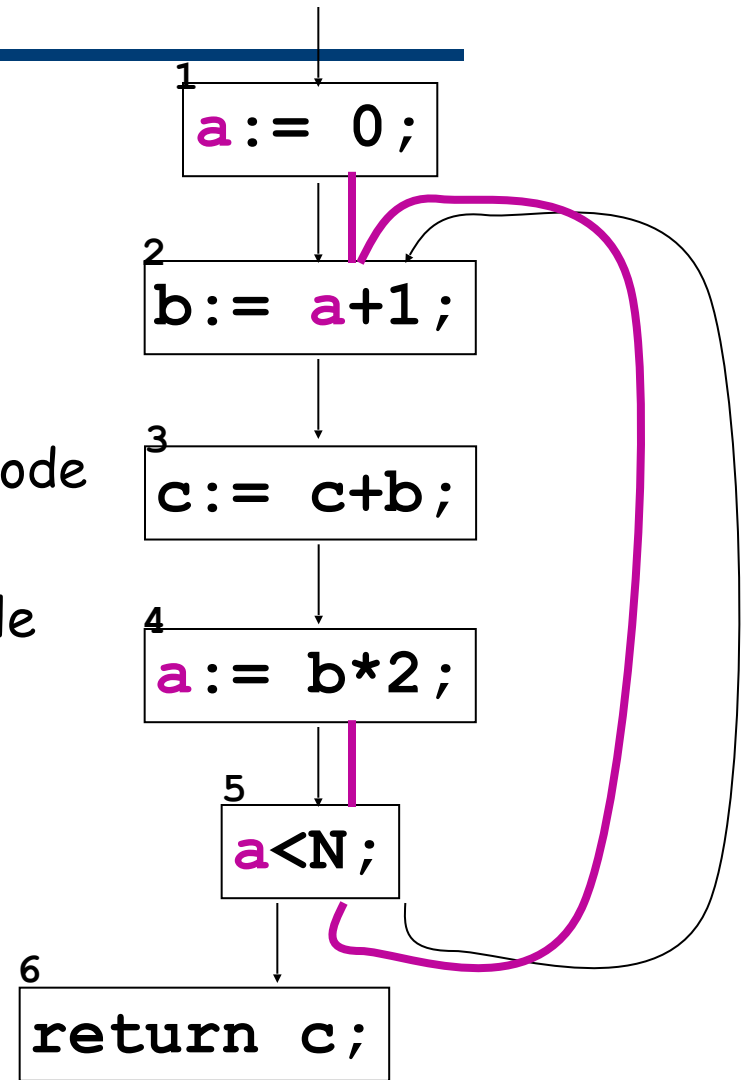 1
a:= 0;
2
b:= a+1;
3
c:= c+b;
ode
4
le
a:= b*2;
5
a<N;
6
return c;